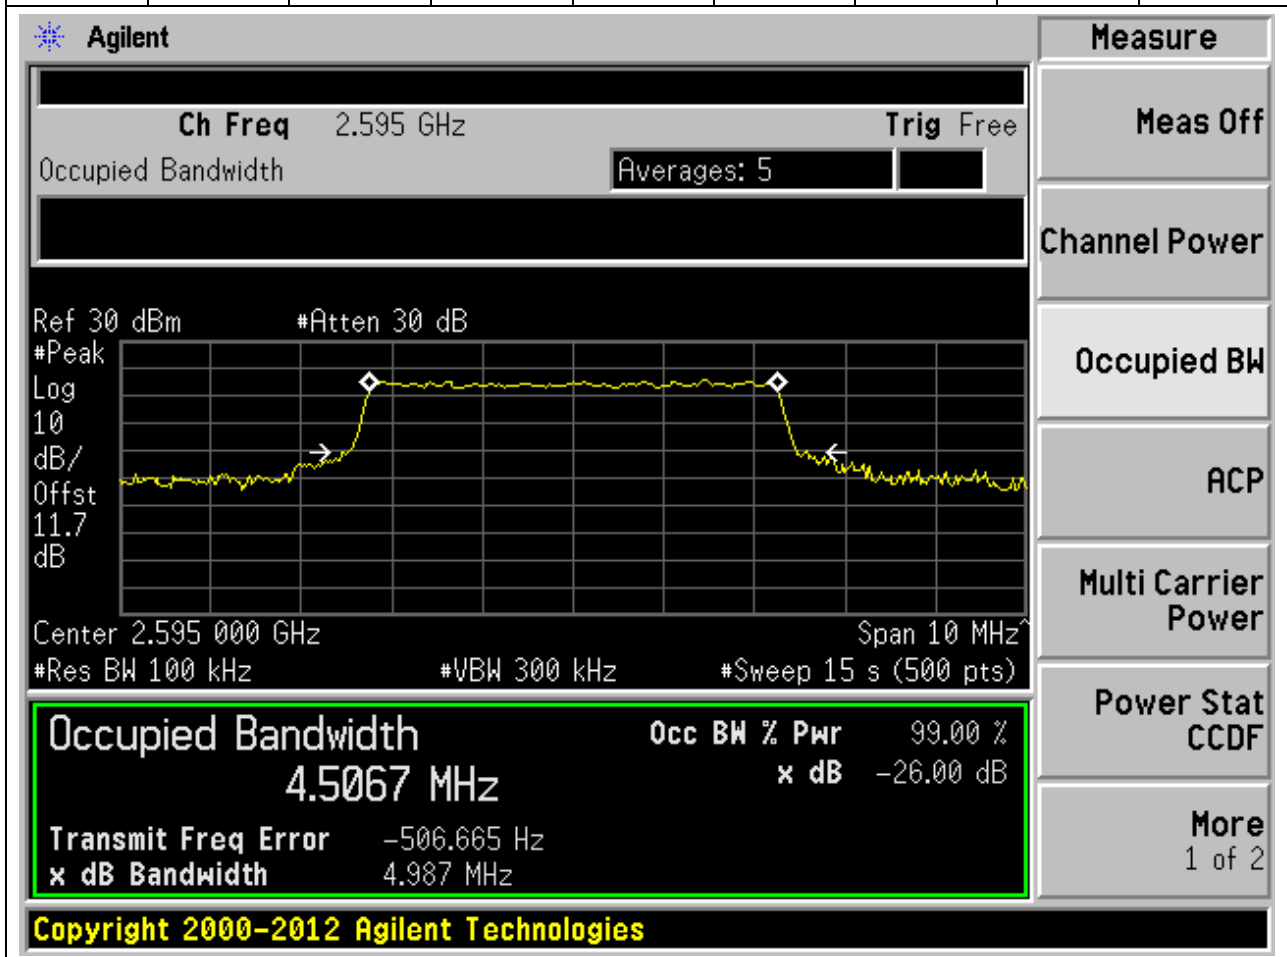 Agilent
Measure
Ch Freq 2.595 GHz Trig Free
Meas Off
Occupied Bandwidth Averages: 5
Channel Power
Ref 30 dBm #Atten 30 dB
#Peak
Log
10
dB/
Offst
11.7
dB
Occupied BW
ACP
Center 2.595 000 GHz Span 10 MHz^
#Res BW 100 kHz #VBW 300 kHz #Sweep 15 s (500 pts)
Multi Carrier
Power
Occupied Bandwidth Occ BW % Pwr 99.00 %
4.5067 MHz x dB -26.00 dB
Transmit Freq Error -506.665 Hz
x dB Bandwidth 4.987 MHz
Power Stat
CCDF
More
1 of 2
Copyright 2000-2012 Agilent Technologies